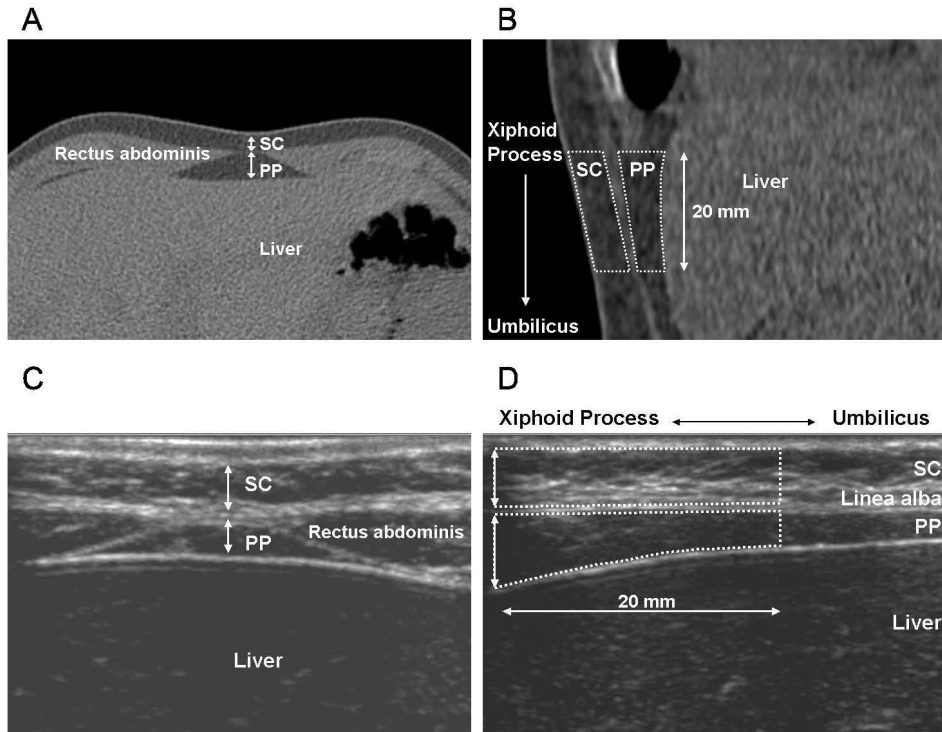 A
SC
Rectus abdominis
PP
Liver
B
Xiphoid
Process
SC
PP
Liver
20 mm
Umbilicus
C
SC
Rectus abdominis
PP
Liver
D
Xiphoid Process
Umbilicus
SC
Linea alba
PP
20 mm
Liver